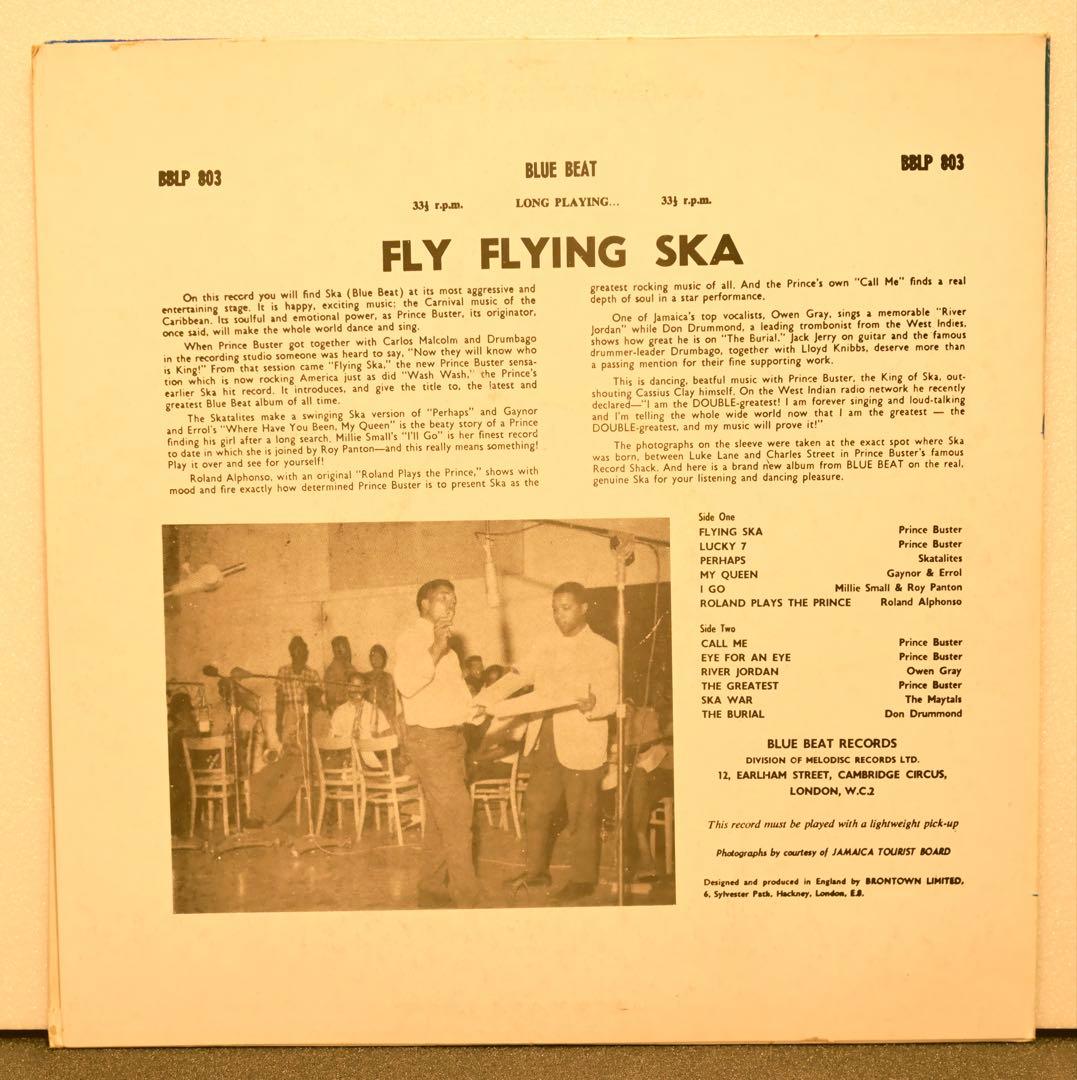 BBLP 803
BLUE BEAT
BBLP 803
33⅓ r.p.m. LONG PLAYING... 33⅓ r.p.m.
FLY FLYING SKA
On this record you will find Ska (Blue Beat) at its most aggressive and
entertaining stage. It is happy, exciting music; the Carnival music of the
Caribbean. Its soulful and emotional power, as Prince Buster, its originator,
once said, will make the whole world dance and sing.
When Prince Buster got together with Carlos Malcolm and Drumbago
in the recording studio someone was heard to say, "Now they will know who
is King!" From that session came "Flying Ska," the new Prince Buster sensa-
tion which is now rocking America just as did "Wash Wash," the Prince's
earlier Ska hit record. It introduces, and give the title to, the latest and
greatest Blue Beat album of all time.
The Skatalites make a swinging Ska version of "Perhaps" and Gaynor
and Errol's "Where Have You Been, My Queen" is the beaty story of a Prince
finding his girl after a long search. Millie Small's "I'll Go" is her finest record
to date in which she is joined by Roy Panton—and this really means something!
Play it over and see for yourself!
Roland Alphonso, with an original "Roland Plays the Prince," shows with
mood and fire exactly how determined Prince Buster is to present Ska as the
greatest rocking music of all. And the Prince's own "Call Me" finds a real
depth of soul in a star performance.
One of Jamaica's top vocalists, Owen Gray, sings a memorable "River
Jordan" while Don Drummond, a leading trombonist from the West Indies,
shows how great he is on "The Burial." Jack Jerry on guitar and the famous
drummer-leader Drumbago, together with Lloyd Knibbs, deserve more than
a passing mention for their fine supporting work.
This is dancing, beatful music with Prince Buster, the King of Ska, out-
shouting Cassius Clay himself. On the West Indian radio network he recently
declared—"I am the DOUBLE-greatest! I am forever singing and loud-talking
and I'm telling the whole wide world now that I am the greatest — the
DOUBLE-greatest, and my music will prove it!"
The photographs on the sleeve were taken at the exact spot where Ska
was born, between Luke Lane and Charles Street in Prince Buster's famous
Record Shack. And here is a brand new album from BLUE BEAT on the real,
genuine Ska for your listening and dancing pleasure.
Side One
FLYING SKA Prince Buster
LUCKY 7 Prince Buster
PERHAPS Skatalites
MY QUEEN Gaynor & Errol
I GO Millie Small & Roy Panton
ROLAND PLAYS THE PRINCE Roland Alphonso
Side Two
CALL ME Prince Buster
EYE FOR AN EYE Prince Buster
RIVER JORDAN Owen Gray
THE GREATEST Prince Buster
SKA WAR The Maytals
THE BURIAL Don Drummond
BLUE BEAT RECORDS
DIVISION OF MELODISC RECORDS LTD.
12, EARLHAM STREET, CAMBRIDGE CIRCUS,
LONDON, W.C.2
This record must be played with a lightweight pick-up
Photographs by courtesy of JAMAICA TOURIST BOARD
Designed and produced in England by BRONTOWN LIMITED,
6, Sylvester Path, Hackney, London, E.8.